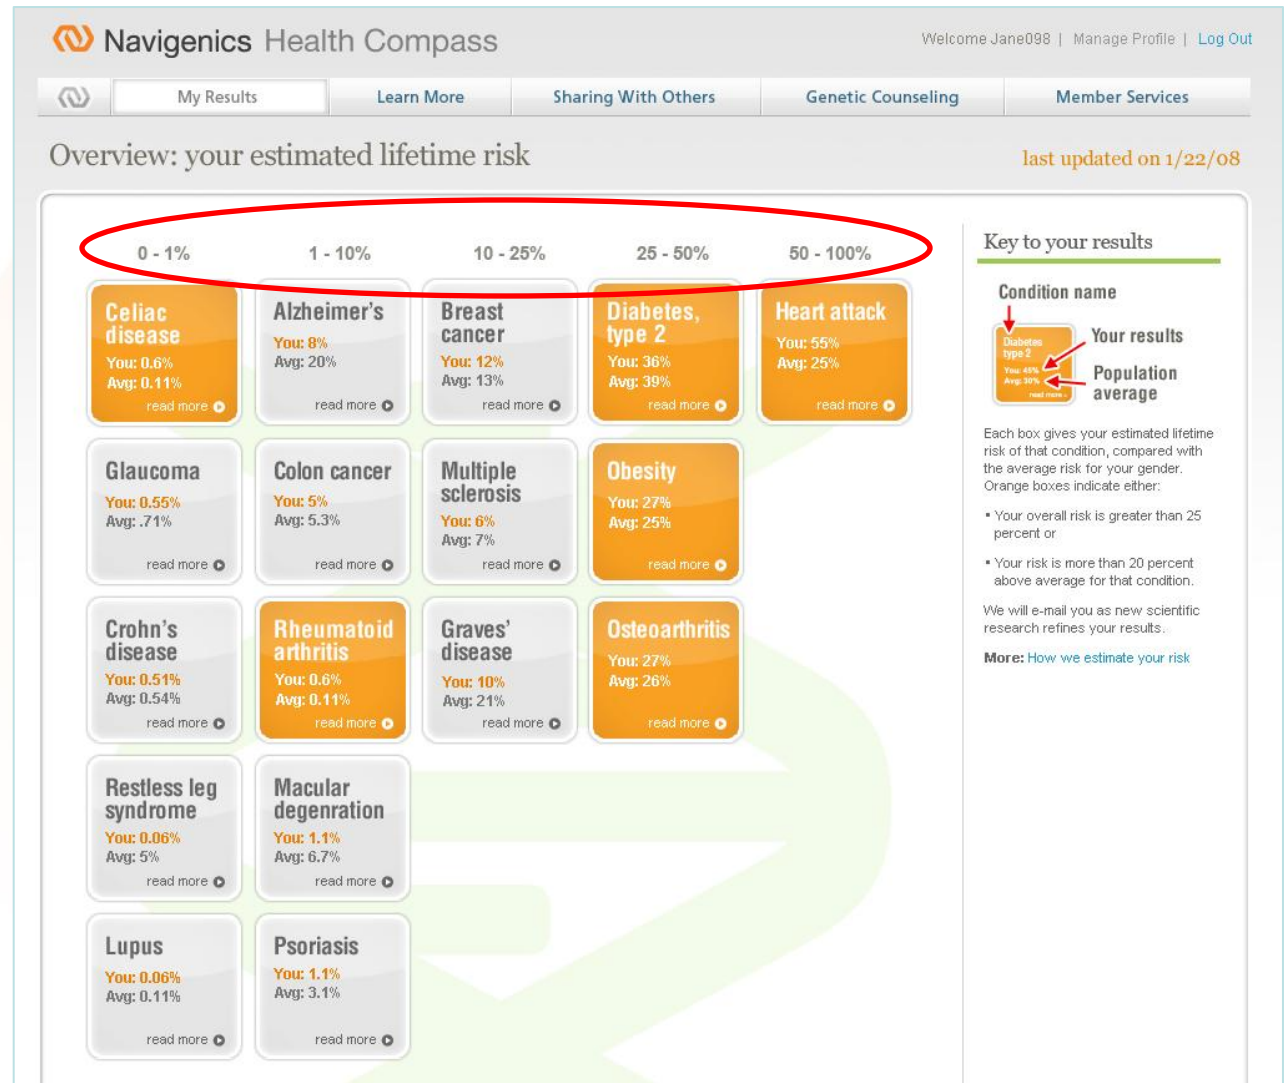 Navigenics Health Compass
Welcome Jane098 | Manage Profile | Log Out
My Results
Learn More
Sharing With Others
Genetic Counseling
Member Services
Overview: your estimated lifetime risk
last updated on 1/22/08
0 - 1%
1 - 10%
10 - 25%
25 - 50%
50 - 100%
Celiac
disease
You: 0.6%
Avg: 0.11%
read more
Alzheimer's
You: 8%
Avg: 20%
read more
Breast
cancer
You: 12%
Avg: 13%
read more
Diabetes,
type 2
You: 36%
Avg: 39%
read more
Heart attack
You: 55%
Avg: 25%
read more
Glaucoma
You: 0.55%
Avg: .71%
read more
Colon cancer
You: 5%
Avg: 5.3%
read more
Multiple
sclerosis
You: 6%
Avg: 7%
read more
Obesity
You: 27%
Avg: 25%
read more
Crohn's
disease
You: 0.51%
Avg: 0.54%
read more
Rheumatoid
arthritis
You: 0.6%
Avg: 0.11%
read more
Graves'
disease
You: 10%
Avg: 21%
read more
Osteoarthritis
You: 27%
Avg: 26%
read more
Restless leg
syndrome
You: 0.06%
Avg: 5%
read more
Macular
degenration
You: 1.1%
Avg: 6.7%
read more
Lupus
You: 0.06%
Avg: 0.11%
read more
Psoriasis
You: 1.1%
Avg: 3.1%
read more
Key to your results
Condition name
Diabetes
type 2
You: 45%
Avg: 30%
read more
Your results
Population
average
Each box gives your estimated lifetime
risk of that condition, compared with
the average risk for your gender.
Orange boxes indicate either:
• Your overall risk is greater than 25
percent or
• Your risk is more than 20 percent
above average for that condition.
We will e-mail you as new scientific
research refines your results.
More: How we estimate your risk